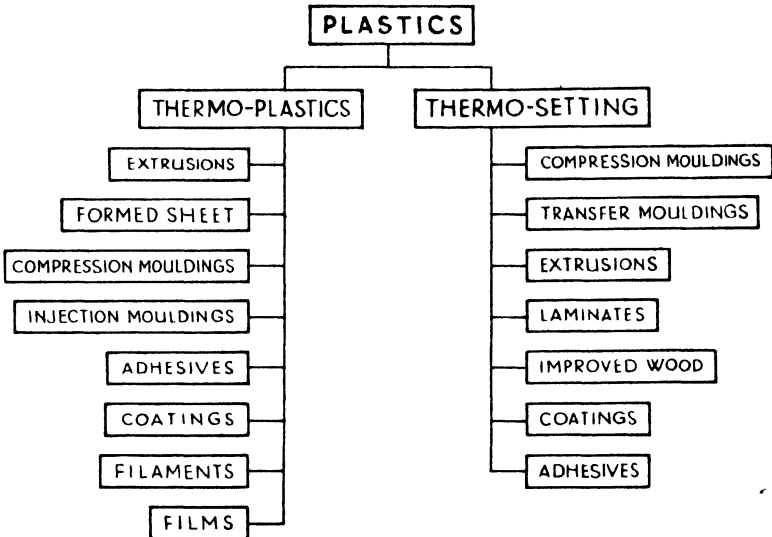 PLASTICS
THERMO-PLASTICS
EXTRUSIONS
FORMED SHEET
COMPRESSION MOULDINGS
INJECTION MOULDINGS
ADHESIVES
COATINGS
FILAMENTS
FILMS
THERMO-SETTING
COMPRESSION MOULDINGS
TRANSFER MOULDINGS
EXTRUSIONS
LAMINATES
IMPROVED WOOD
COATINGS
ADHESIVES